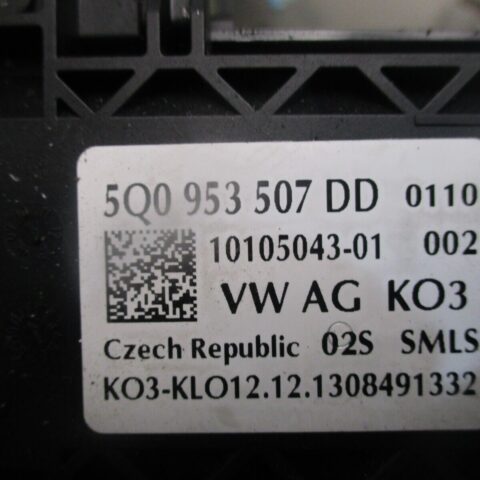 5Q0 953 507 DD 0110
10105043-01 002
VW AG KO3
Czech Republic 02S SMLS
KO3-KLO12.12.1308491332